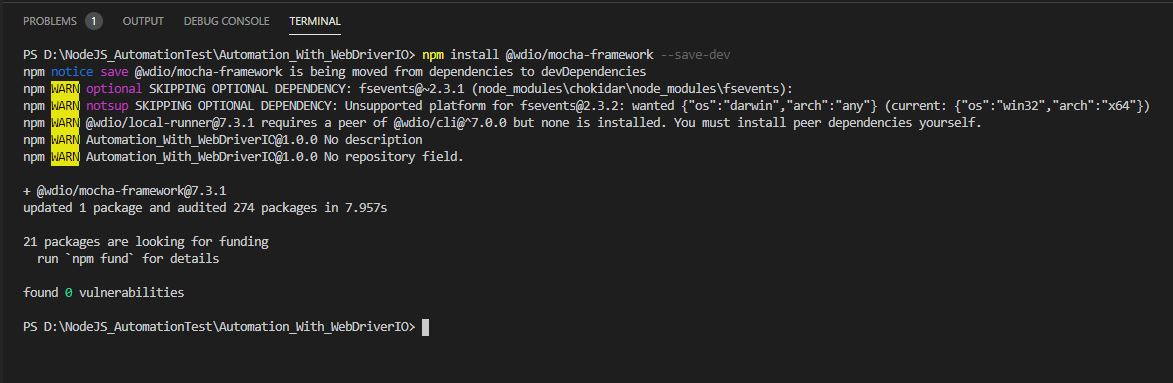 PROBLEMS 1 OUTPUT DEBUG CONSOLE TERMINAL
PS D:\NodeJS_AutomationTest\Automation_With_WebDriverIO> npm install @wdio/mocha-framework --save-dev
npm notice save @wdio/mocha-framework is being moved from dependencies to devDependencies
npm WARN optional SKIPPING OPTIONAL DEPENDENCY: fsevents@~2.3.1 (node_modules\chokidar\node_modules\fsevents):
npm WARN notsup SKIPPING OPTIONAL DEPENDENCY: Unsupported platform for fsevents@2.3.2: wanted {"os":"darwin","arch":"any"} (current: {"os":"win32","arch":"x64"})
npm WARN @wdio/local-runner@7.3.1 requires a peer of @wdio/cli@^7.0.0 but none is installed. You must install peer dependencies yourself.
npm WARN Automation_With_WebDriverIO@1.0.0 No description
npm WARN Automation_With_WebDriverIO@1.0.0 No repository field.
+ @wdio/mocha-framework@7.3.1
updated 1 package and audited 274 packages in 7.957s
21 packages are looking for funding
run `npm fund` for details
found 0 vulnerabilities
PS D:\NodeJS_AutomationTest\Automation_With_WebDriverIO>